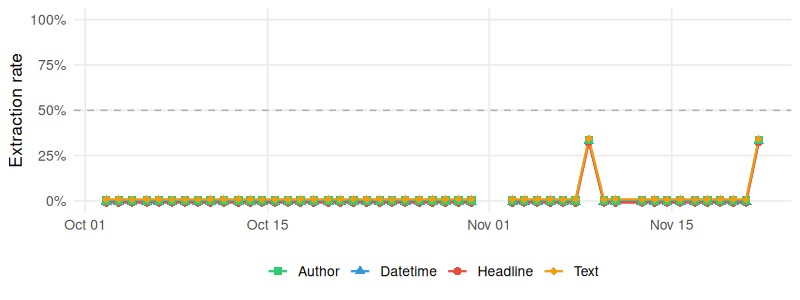 Extraction rate
100%
75%
50%
25%
0%
Oct 01 Oct 15 Nov 01 Nov 15
Author Datetime Headline Text